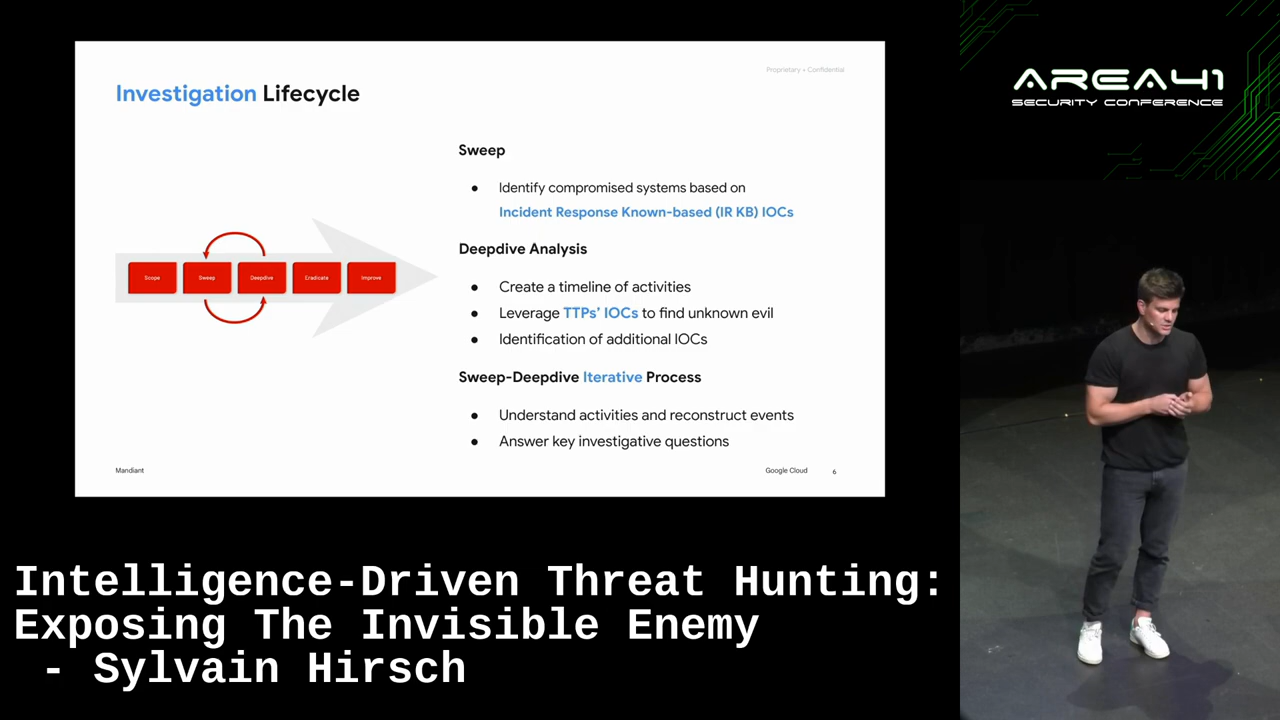 Proprietary + Confidential
Investigation Lifecycle
Sweep
● Identify compromised systems based on
Incident Response Known-based (IR KB) IOCs
Deepdive Analysis
● Create a timeline of activities
● Leverage TTPs’ IOCs to find unknown evil
● Identification of additional IOCs
Sweep-Deepdive Iterative Process
● Understand activities and reconstruct events
● Answer key investigative questions
Scope Sweep Deepdive Eradicate Improve
Mandiant
Google Cloud 6
AREA41
SECURITY CONFERENCE
Intelligence-Driven Threat Hunting:
Exposing The Invisible Enemy
- Sylvain Hirsch